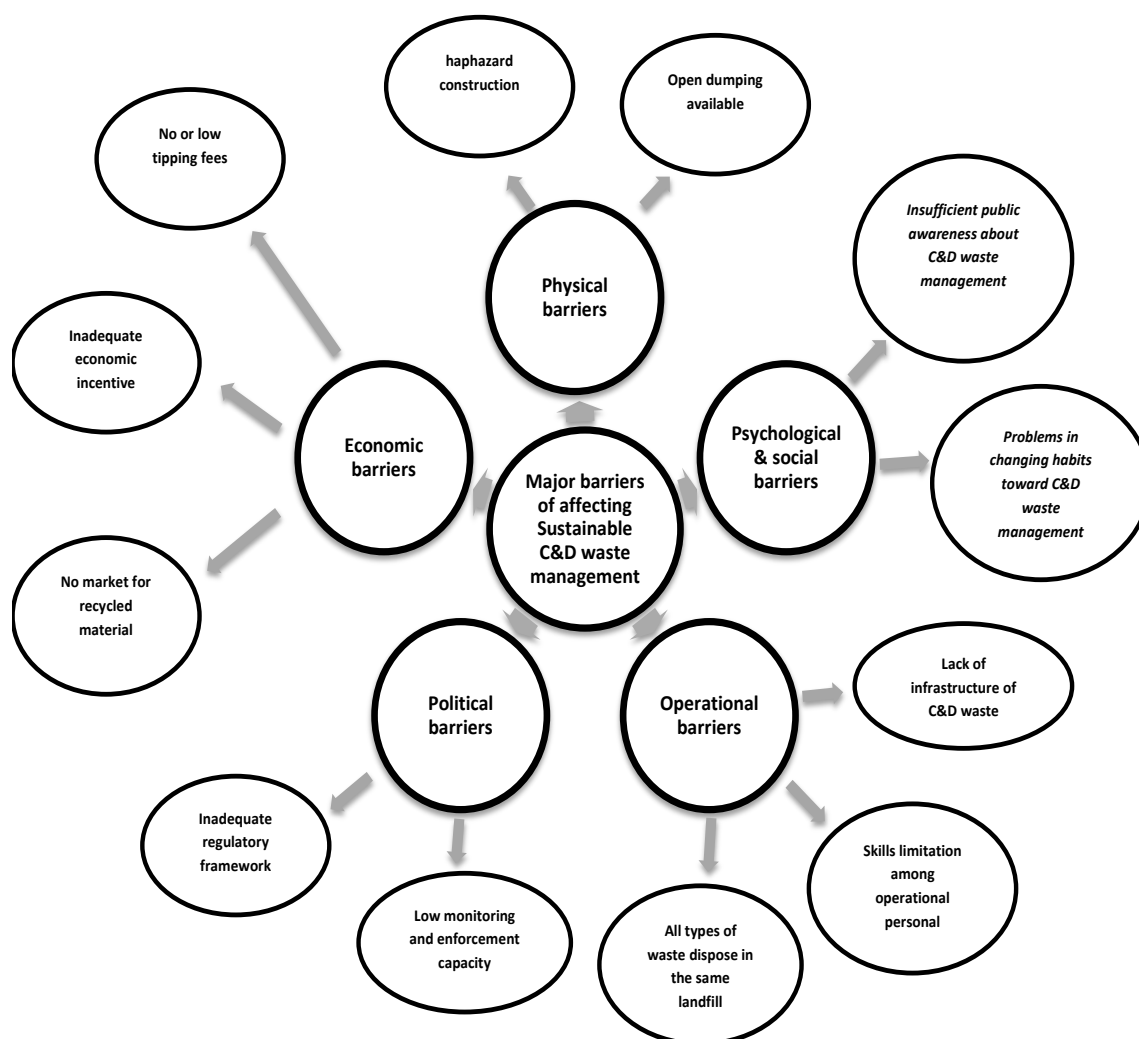 haphazard
construction
Open dumping
available
No or low
tipping fees
Insufficient public
awareness about
C&D waste
management
Physical
barriers
Inadequate
economic
incentive
Economic
barriers
Psychological
& social
barriers
Problems in
changing habits
toward C&D
waste
management
Major barriers
of affecting
Sustainable
C&D waste
management
No market for
recycled
material
Political
barriers
Operational
barriers
Lack of
infrastructure of
C&D waste
Inadequate
regulatory
framework
Skills limitation
among
operational
personal
Low monitoring
and enforcement
capacity
All types of
waste dispose in
the same
landfill